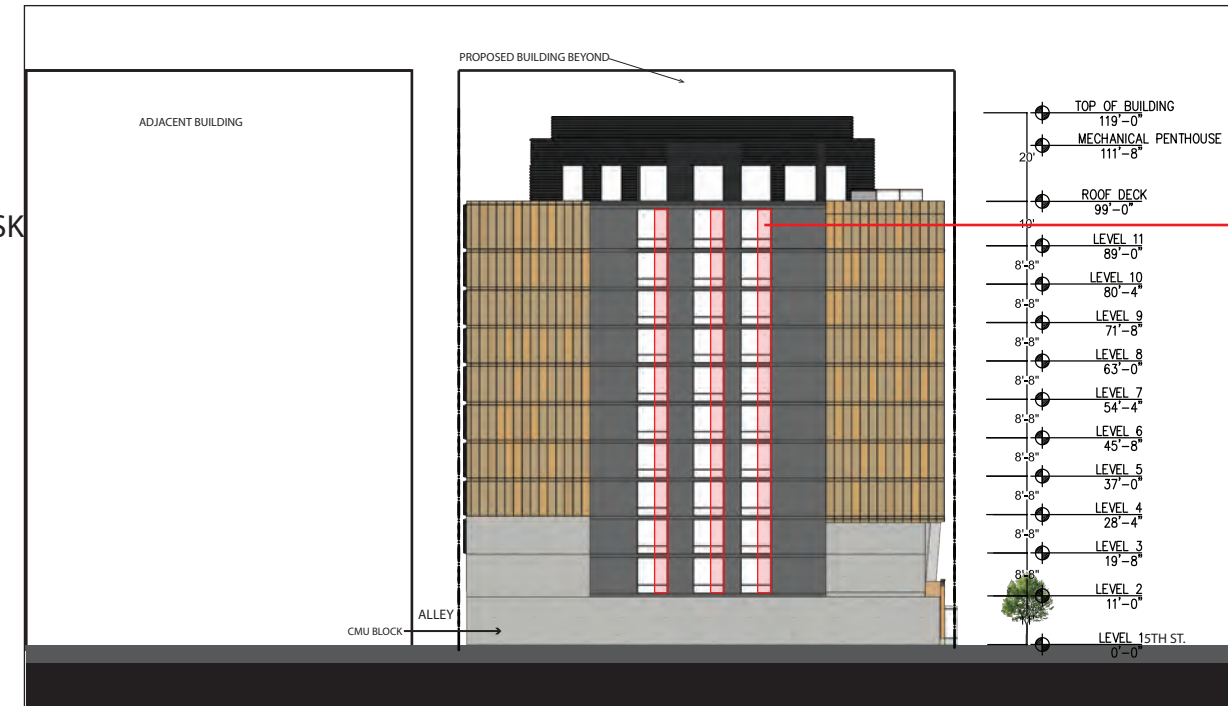 PROPOSED BUILDING BEYOND
ADJACENT BUILDING
TOP OF BUILDING
119'-0"
MECHANICAL PENTHOUSE
111'-8"
20'
ROOF DECK
99'-0"
SK
10'
LEVEL 11
89'-0"
8'-8"
LEVEL 10
80'-4"
8'-8"
LEVEL 9
71'-8"
8'-8"
LEVEL 8
63'-0"
8'-8"
LEVEL 7
54'-4"
8'-8"
LEVEL 6
45'-8"
8'-8"
LEVEL 5
37'-0"
8'-8"
LEVEL 4
28'-4"
8'-8"
LEVEL 3
19'-8"
8'-8"
LEVEL 2
11'-0"
ALLEY
CMU BLOCK
LEVEL 15TH ST.
0'-0"